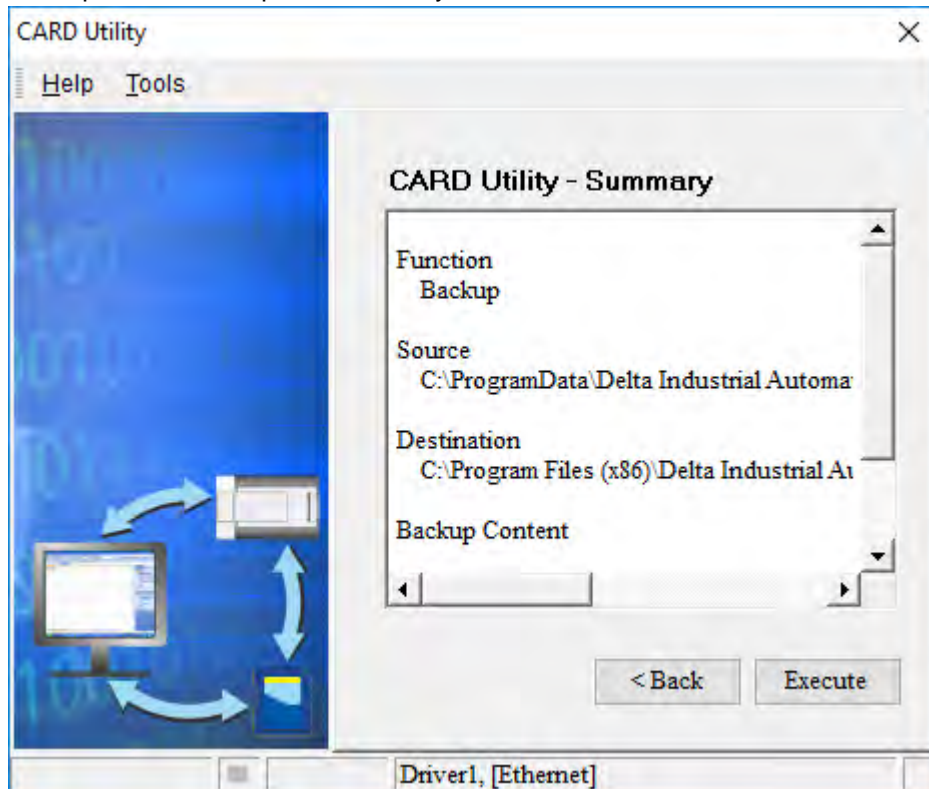 CARD Utility
Help Tools
CARD Utility - Summary
Function
Backup
Source
C:\ProgramData\Delta Industrial Automa
Destination
C:\Program Files (x86)\Delta Industrial Au
Backup Content
< Back Execute
Driver1, [Ethernet]